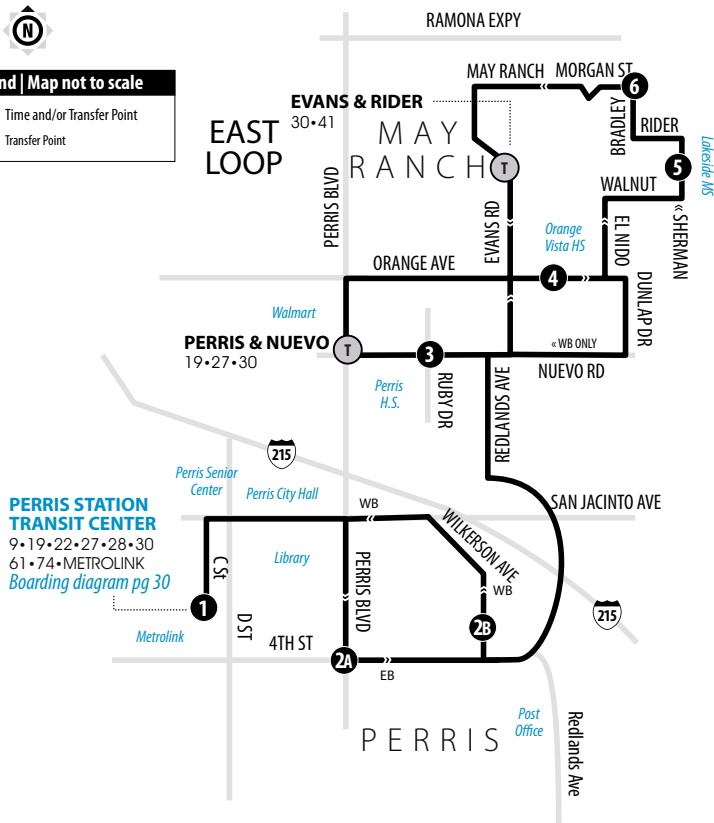 N
RAMONA EXPY
nd | Map not to scale
Time and/or Transfer Point
Transfer Point
EAST
LOOP
EVANS & RIDER
30•41
MAY
RANCH
MAY RANCH
MORGAN ST
6
BRADLEY
RIDER
Lakeside MS
5
T
WALNUT
« SHERMAN
PERRIS BLVD
EVANS RD
Orange
Vista HS
EL NIDO
ORANGE AVE
4
DUNLAP DR
Walmart
PERRIS & NUEVO
19•27•30
T
3
« WB ONLY
NUEVO RD
Perris
H.S.
RUBY DR
REDLANDS AVE
215
Perris Senior
Center
Perris City Hall
SAN JACINTO AVE
PERRIS STATION
TRANSIT CENTER
9•19•22•27•28•30
61•74•METROLINK
Boarding diagram pg 30
WB
WILKERSON AVE
C St
Library
PERRIS BLVD
WB
1
2B
215
Metrolink
D ST
4TH ST
2A
EB
PERRIS
Post
Office
Redlands Ave